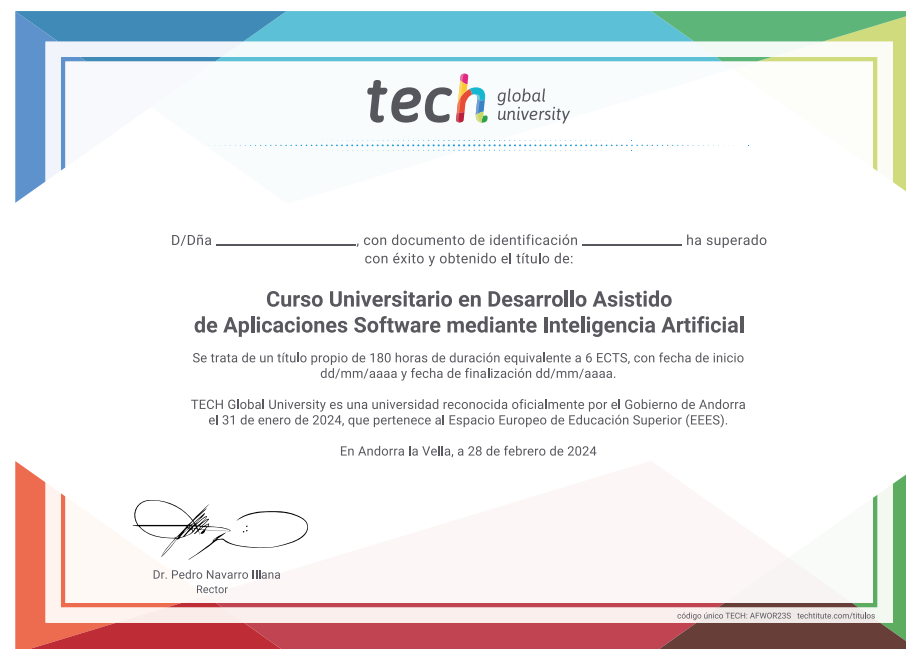 tech global university
D/Dña ____________________, con documento de identificación ______________ ha superado
con éxito y obtenido el título de:
Curso Universitario en Desarrollo Asistido
de Aplicaciones Software mediante Inteligencia Artificial
Se trata de un título propio de 180 horas de duración equivalente a 6 ECTS, con fecha de inicio
dd/mm/aaaa y fecha de finalización dd/mm/aaaa.
TECH Global University es una universidad reconocida oficialmente por el Gobierno de Andorra
el 31 de enero de 2024, que pertenece al Espacio Europeo de Educación Superior (EEES).
En Andorra la Vella, a 28 de febrero de 2024
Dr. Pedro Navarro Illana
Rector
código único TECH: AFWOR23S techtitute.com/titulos